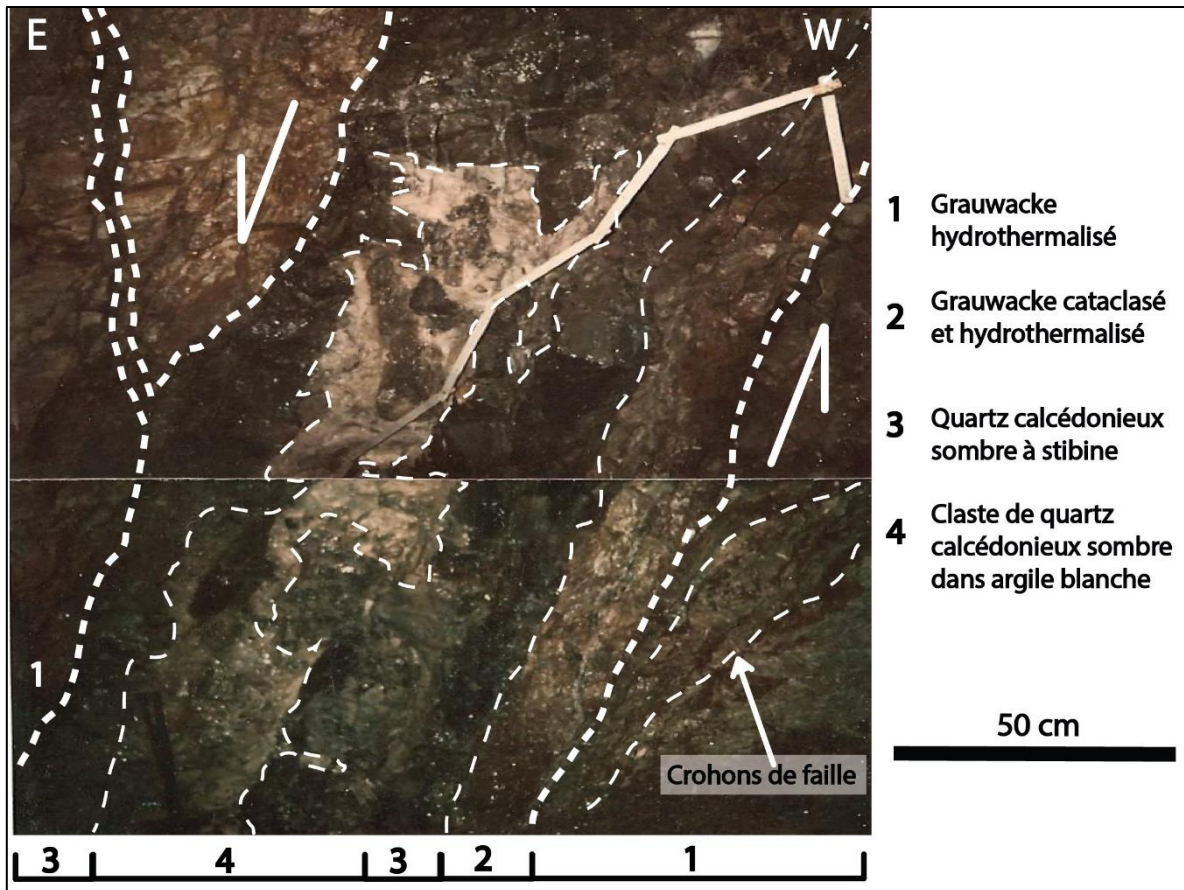 E
W
1 Grauwacke
hydrothermalisé
2 Grauwacke cataclasé
et hydrothermalisé
3 Quartz calcédonieux
sombre à stibine
4 Claste de quartz
calcédonieux sombre
dans argile blanche
1
50 cm
Crohons de faille
3 4 3 2 1